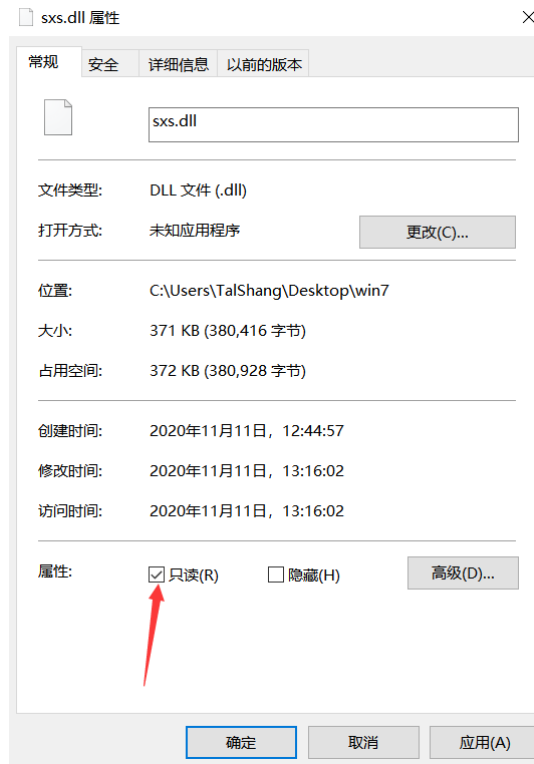 sxs.dll 属性
常规 安全 详细信息 以前的版本
sxs.dll
文件类型: DLL 文件 (.dll)
打开方式: 未知应用程序 更改(C)...
位置: C:\Users\TalShang\Desktop\win7
大小: 371 KB (380,416 字节)
占用空间: 372 KB (380,928 字节)
创建时间: 2020年11月11日，12:44:57
修改时间: 2020年11月11日，13:16:02
访问时间: 2020年11月11日，13:16:02
属性: 只读(R) 隐藏(H) 高级(D)...
确定 取消 应用(A)